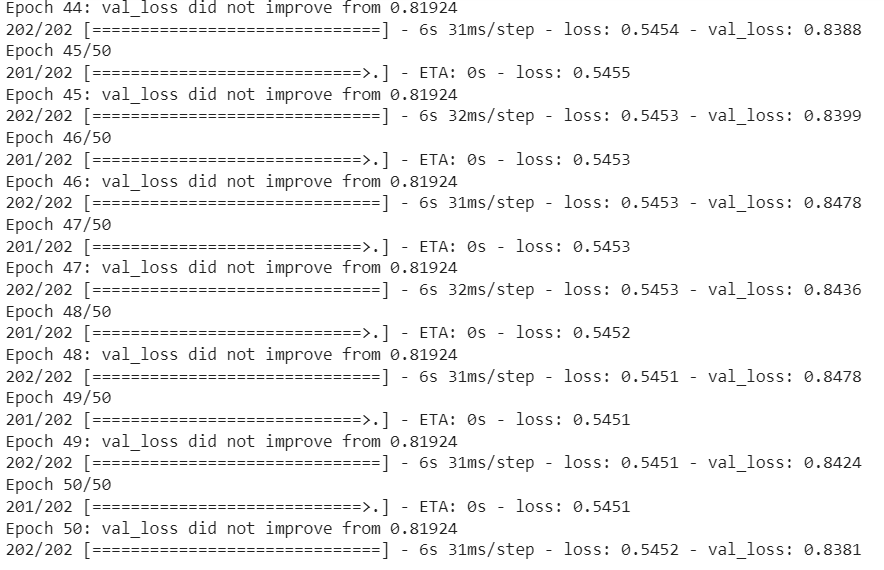 Epoch 44: val_loss did not improve from 0.81924
202/202 [==============================] - 6s 31ms/step - loss: 0.5454 - val_loss: 0.8388
Epoch 45/50
201/202 [============================>.] - ETA: 0s - loss: 0.5455
Epoch 45: val_loss did not improve from 0.81924
202/202 [==============================] - 6s 32ms/step - loss: 0.5453 - val_loss: 0.8399
Epoch 46/50
201/202 [============================>.] - ETA: 0s - loss: 0.5453
Epoch 46: val_loss did not improve from 0.81924
202/202 [==============================] - 6s 31ms/step - loss: 0.5453 - val_loss: 0.8478
Epoch 47/50
201/202 [============================>.] - ETA: 0s - loss: 0.5453
Epoch 47: val_loss did not improve from 0.81924
202/202 [==============================] - 6s 32ms/step - loss: 0.5453 - val_loss: 0.8436
Epoch 48/50
201/202 [============================>.] - ETA: 0s - loss: 0.5452
Epoch 48: val_loss did not improve from 0.81924
202/202 [==============================] - 6s 31ms/step - loss: 0.5451 - val_loss: 0.8478
Epoch 49/50
201/202 [============================>.] - ETA: 0s - loss: 0.5451
Epoch 49: val_loss did not improve from 0.81924
202/202 [==============================] - 6s 31ms/step - loss: 0.5451 - val_loss: 0.8424
Epoch 50/50
201/202 [============================>.] - ETA: 0s - loss: 0.5451
Epoch 50: val_loss did not improve from 0.81924
202/202 [==============================] - 6s 31ms/step - loss: 0.5452 - val_loss: 0.8381